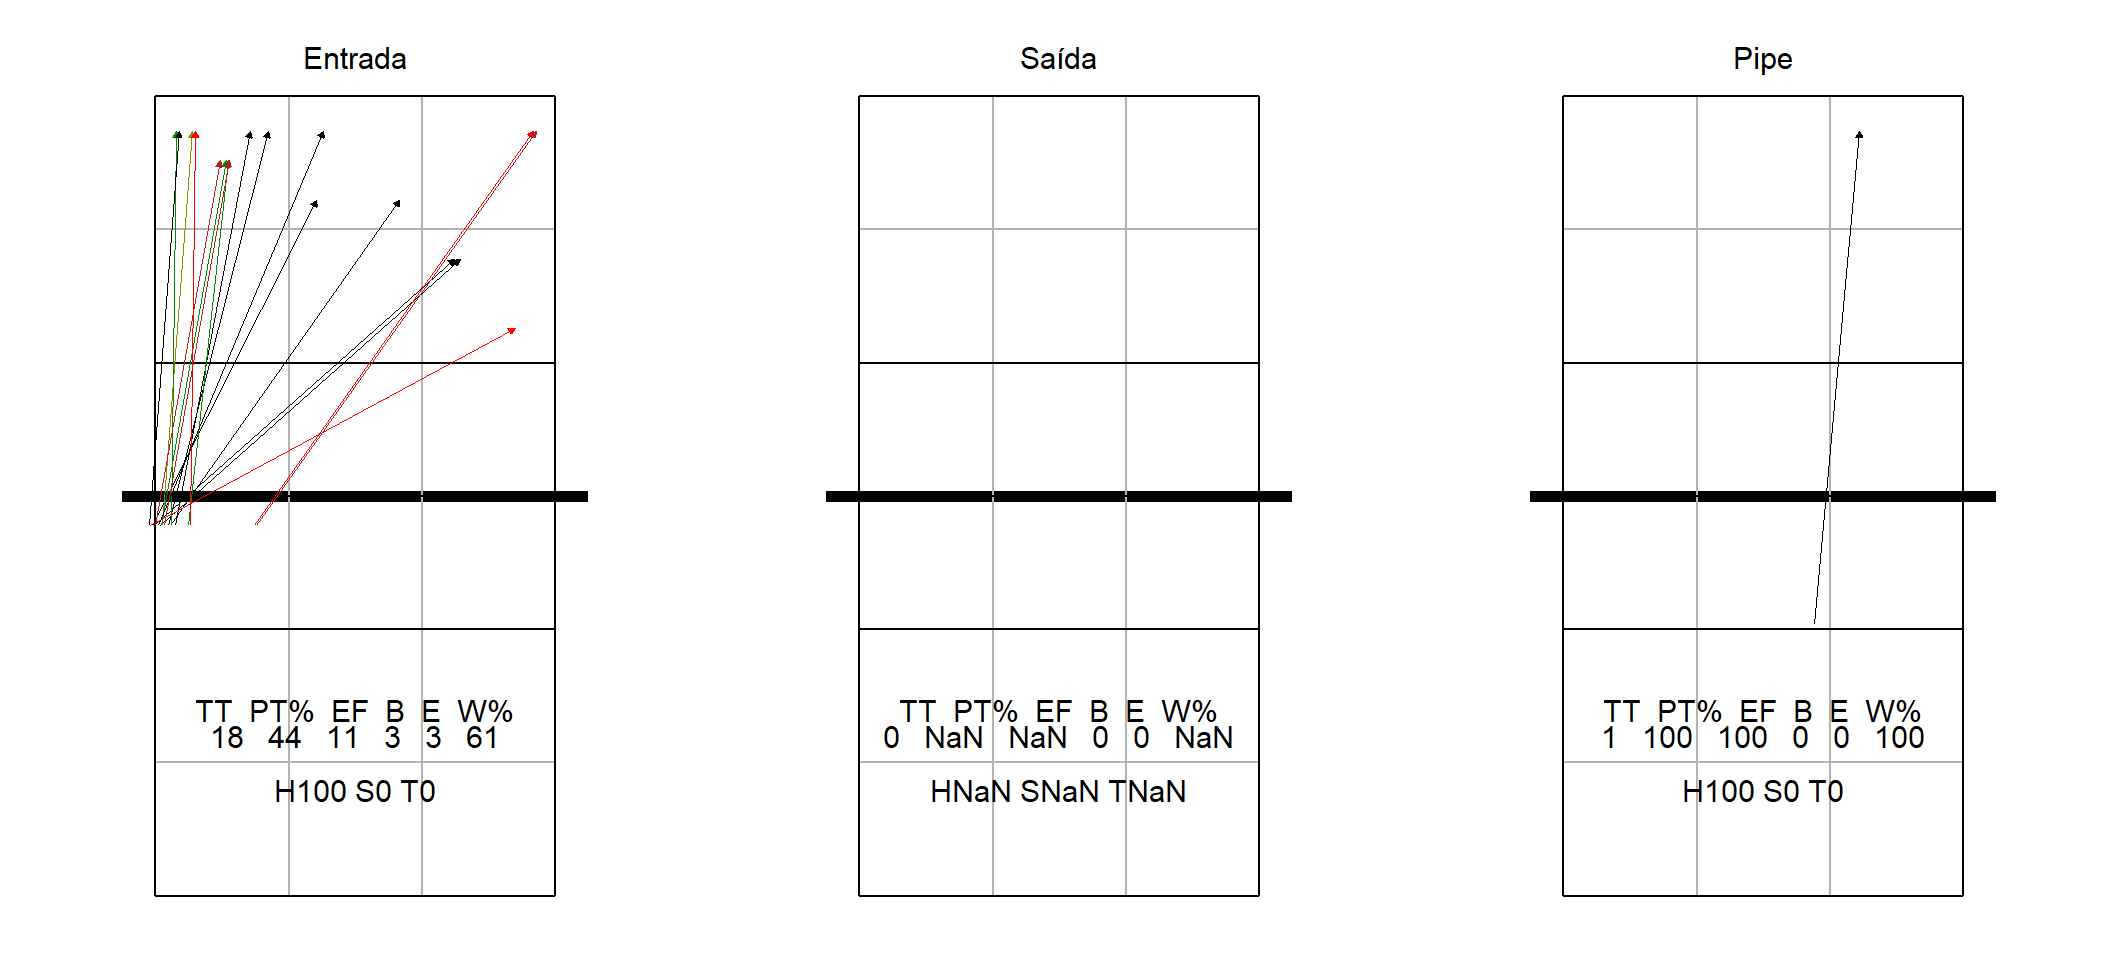 Entrada
TT PT% EF B E W%
18 44 11 3 3 61
H100 S0 T0
Saída
TT PT% EF B E W%
0 NaN NaN 0 0 NaN
HNaN SNaN TNaN
Pipe
TT PT% EF B E W%
1 100 100 0 0 100
H100 S0 T0